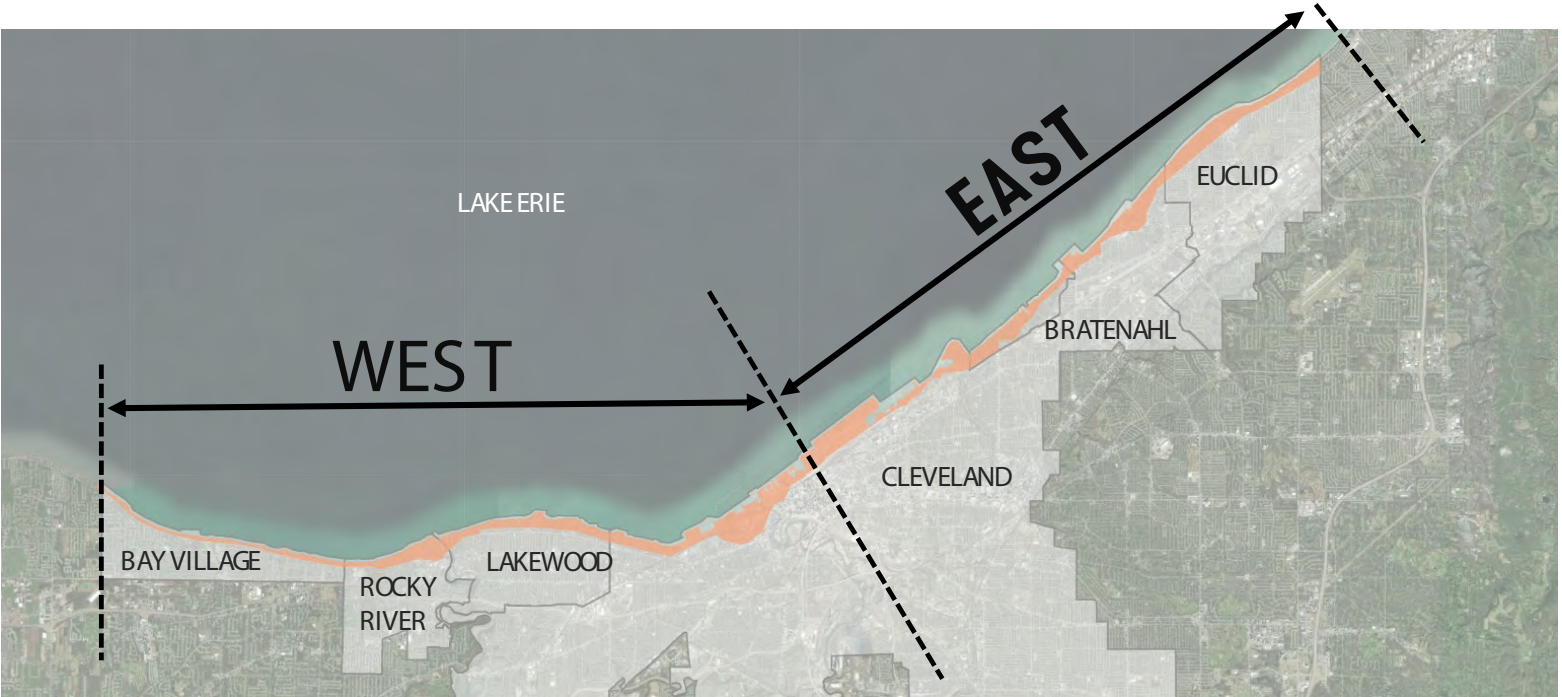 EAST
EUCLID
LAKE ERIE
BRATENAHL
WEST
CLEVELAND
BAY VILLAGE
LAKEWOOD
ROCKY
RIVER